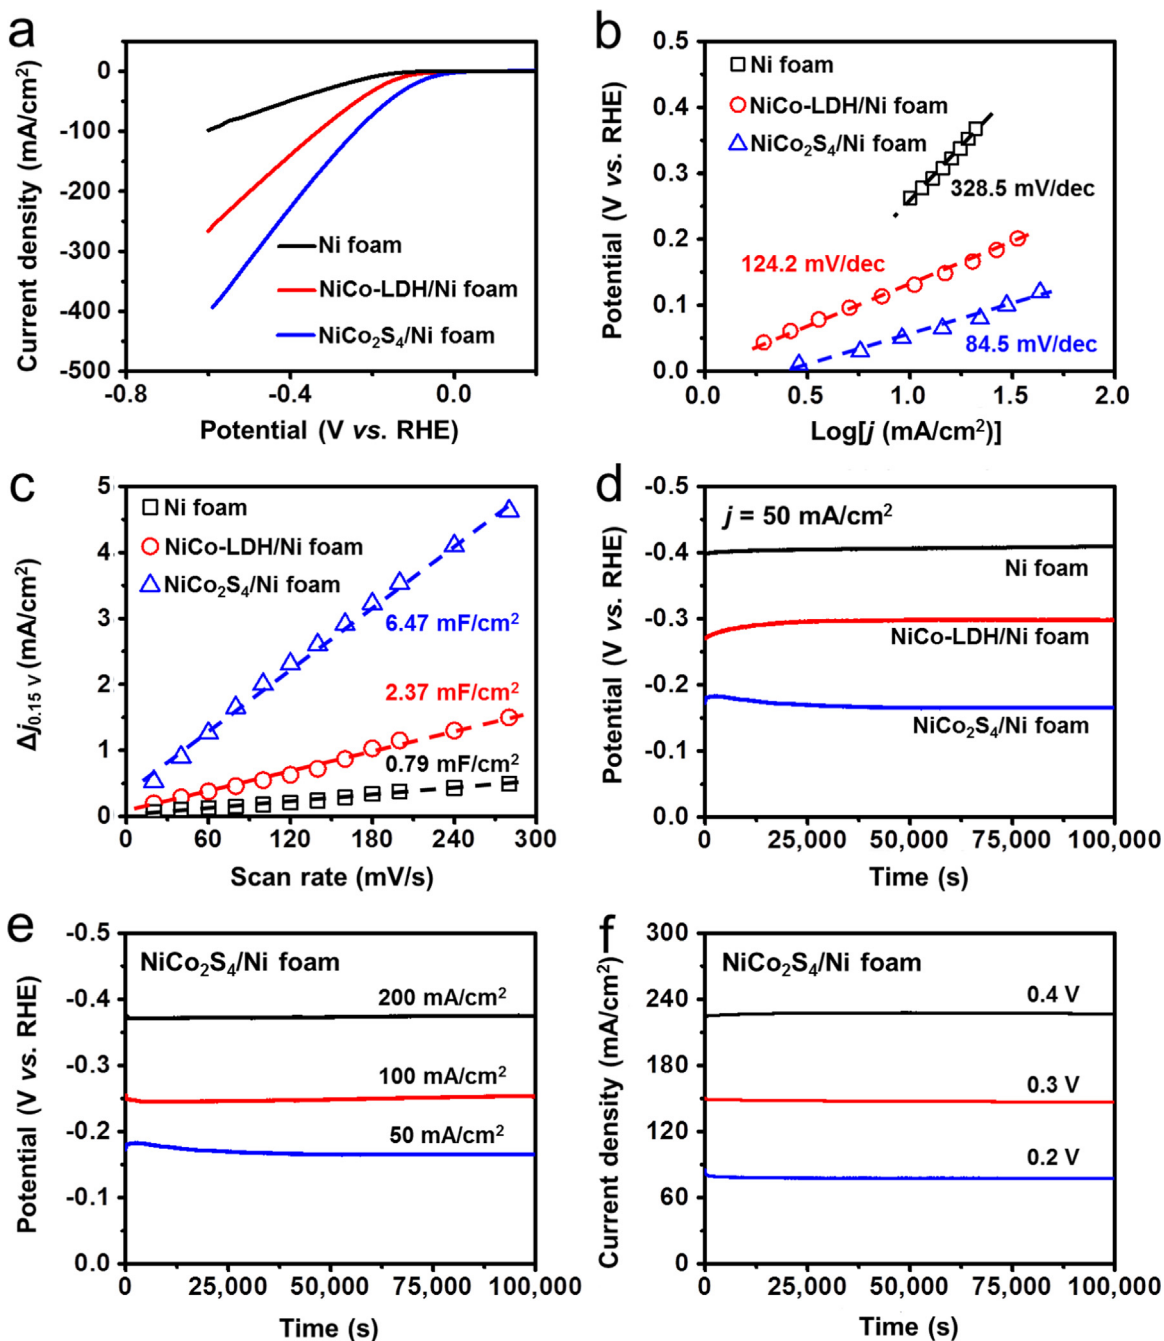 a
0
-100
-200
-300
-400
-500
-0.8
-0.4
0.0
Current density (mA/cm²)
Potential (V vs. RHE)
Ni foam
NiCo-LDH/Ni foam
NiCo₂S₄/Ni foam
b
0.5
0.4
0.3
0.2
0.1
0.0
0.0
0.5
1.0
1.5
2.0
Potential (V vs. RHE)
Log[j (mA/cm²)]
Ni foam
NiCo-LDH/Ni foam
NiCo₂S₄/Ni foam
328.5 mV/dec
124.2 mV/dec
84.5 mV/dec
c
5
4
3
2
1
0
60
120
180
240
300
Δj0.15 V (mA/cm²)
Scan rate (mV/s)
Ni foam
NiCo-LDH/Ni foam
NiCo₂S₄/Ni foam
6.47 mF/cm²
2.37 mF/cm²
0.79 mF/cm²
d
-0.5
-0.4
-0.3
-0.2
-0.1
0.0
0
25,000
50,000
75,000
100,000
Potential (V vs. RHE)
Time (s)
j = 50 mA/cm²
Ni foam
NiCo-LDH/Ni foam
NiCo₂S₄/Ni foam
e
-0.5
-0.4
-0.3
-0.2
-0.1
0.0
0
25,000
50,000
75,000
100,000
Potential (V vs. RHE)
Time (s)
NiCo₂S₄/Ni foam
200 mA/cm²
100 mA/cm²
50 mA/cm²
f
300
240
180
120
60
0
0
25,000
50,000
75,000
100,000
Current density (mA/cm²)
Time (s)
NiCo₂S₄/Ni foam
0.4 V
0.3 V
0.2 V